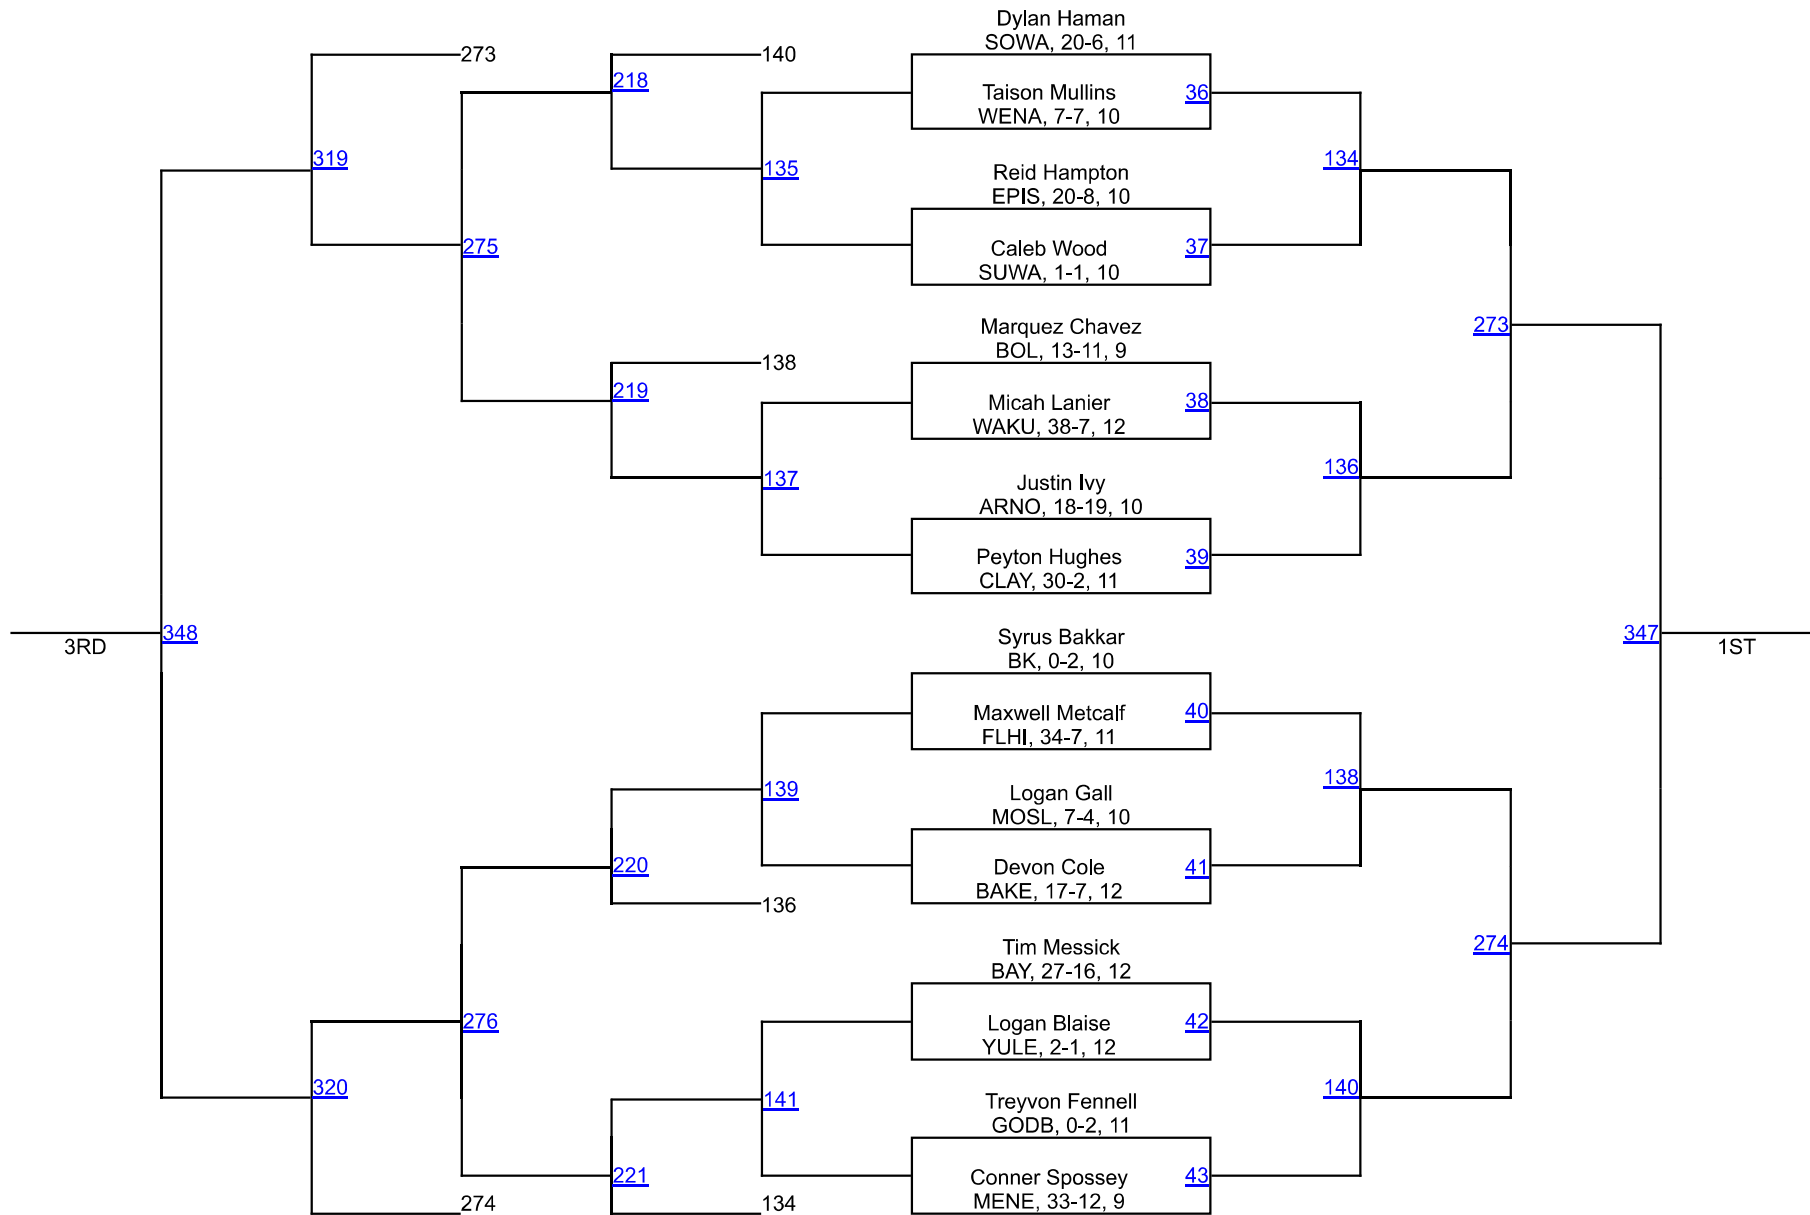 Dylan Haman
SOWA, 20-6, 11
273
140
218
Taison Mullins
WENA, 7-7, 10
36
319
135
134
Reid Hampton
EPIS, 20-8, 10
275
Caleb Wood
SUWA, 1-1, 10
37
Marquez Chavez
BOL, 13-11, 9
273
138
219
Micah Lanier
WAKU, 38-7, 12
38
137
136
Justin Ivy
ARNO, 18-19, 10
Peyton Hughes
CLAY, 30-2, 11
39
348
3RD
Syrus Bakkar
BK, 0-2, 10
347
1ST
Maxwell Metcalf
FLHI, 34-7, 11
40
139
138
Logan Gall
MOSL, 7-4, 10
220
Devon Cole
BAKE, 17-7, 12
41
136
Tim Messick
BAY, 27-16, 12
274
276
Logan Blaise
YULE, 2-1, 12
42
320
141
140
Treyvon Fennell
GODB, 0-2, 11
221
Conner Spossey
MENE, 33-12, 9
43
274
134